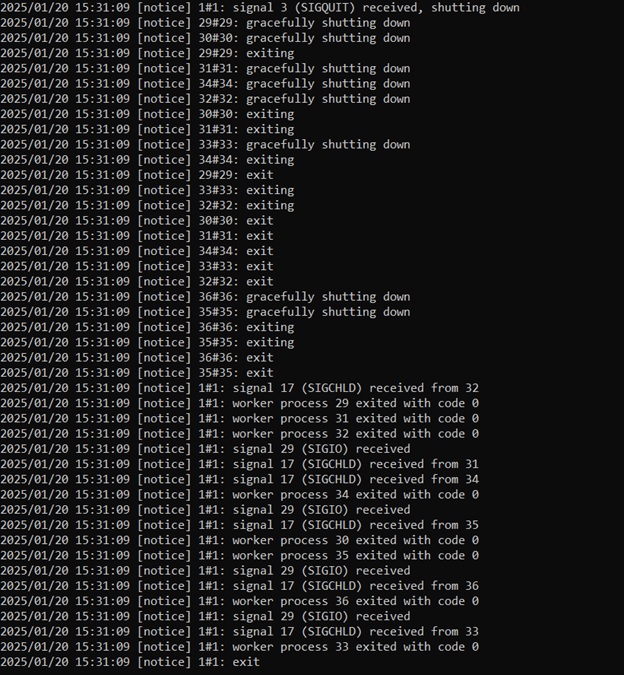 2025/01/20 15:31:09 [notice] 1#1: signal 3 (SIGQUIT) received, shutting down
2025/01/20 15:31:09 [notice] 29#29: gracefully shutting down
2025/01/20 15:31:09 [notice] 30#30: gracefully shutting down
2025/01/20 15:31:09 [notice] 29#29: exiting
2025/01/20 15:31:09 [notice] 31#31: gracefully shutting down
2025/01/20 15:31:09 [notice] 34#34: gracefully shutting down
2025/01/20 15:31:09 [notice] 32#32: gracefully shutting down
2025/01/20 15:31:09 [notice] 30#30: exiting
2025/01/20 15:31:09 [notice] 31#31: exiting
2025/01/20 15:31:09 [notice] 33#33: gracefully shutting down
2025/01/20 15:31:09 [notice] 34#34: exiting
2025/01/20 15:31:09 [notice] 29#29: exit
2025/01/20 15:31:09 [notice] 33#33: exiting
2025/01/20 15:31:09 [notice] 32#32: exiting
2025/01/20 15:31:09 [notice] 30#30: exit
2025/01/20 15:31:09 [notice] 31#31: exit
2025/01/20 15:31:09 [notice] 34#34: exit
2025/01/20 15:31:09 [notice] 33#33: exit
2025/01/20 15:31:09 [notice] 32#32: exit
2025/01/20 15:31:09 [notice] 36#36: gracefully shutting down
2025/01/20 15:31:09 [notice] 35#35: gracefully shutting down
2025/01/20 15:31:09 [notice] 36#36: exiting
2025/01/20 15:31:09 [notice] 35#35: exiting
2025/01/20 15:31:09 [notice] 36#36: exit
2025/01/20 15:31:09 [notice] 35#35: exit
2025/01/20 15:31:09 [notice] 1#1: signal 17 (SIGCHLD) received from 32
2025/01/20 15:31:09 [notice] 1#1: worker process 29 exited with code 0
2025/01/20 15:31:09 [notice] 1#1: worker process 31 exited with code 0
2025/01/20 15:31:09 [notice] 1#1: worker process 32 exited with code 0
2025/01/20 15:31:09 [notice] 1#1: signal 29 (SIGIO) received
2025/01/20 15:31:09 [notice] 1#1: signal 17 (SIGCHLD) received from 31
2025/01/20 15:31:09 [notice] 1#1: signal 17 (SIGCHLD) received from 34
2025/01/20 15:31:09 [notice] 1#1: worker process 34 exited with code 0
2025/01/20 15:31:09 [notice] 1#1: signal 29 (SIGIO) received
2025/01/20 15:31:09 [notice] 1#1: signal 17 (SIGCHLD) received from 35
2025/01/20 15:31:09 [notice] 1#1: worker process 30 exited with code 0
2025/01/20 15:31:09 [notice] 1#1: worker process 35 exited with code 0
2025/01/20 15:31:09 [notice] 1#1: signal 29 (SIGIO) received
2025/01/20 15:31:09 [notice] 1#1: signal 17 (SIGCHLD) received from 36
2025/01/20 15:31:09 [notice] 1#1: worker process 36 exited with code 0
2025/01/20 15:31:09 [notice] 1#1: signal 29 (SIGIO) received
2025/01/20 15:31:09 [notice] 1#1: signal 17 (SIGCHLD) received from 33
2025/01/20 15:31:09 [notice] 1#1: worker process 33 exited with code 0
2025/01/20 15:31:09 [notice] 1#1: exit